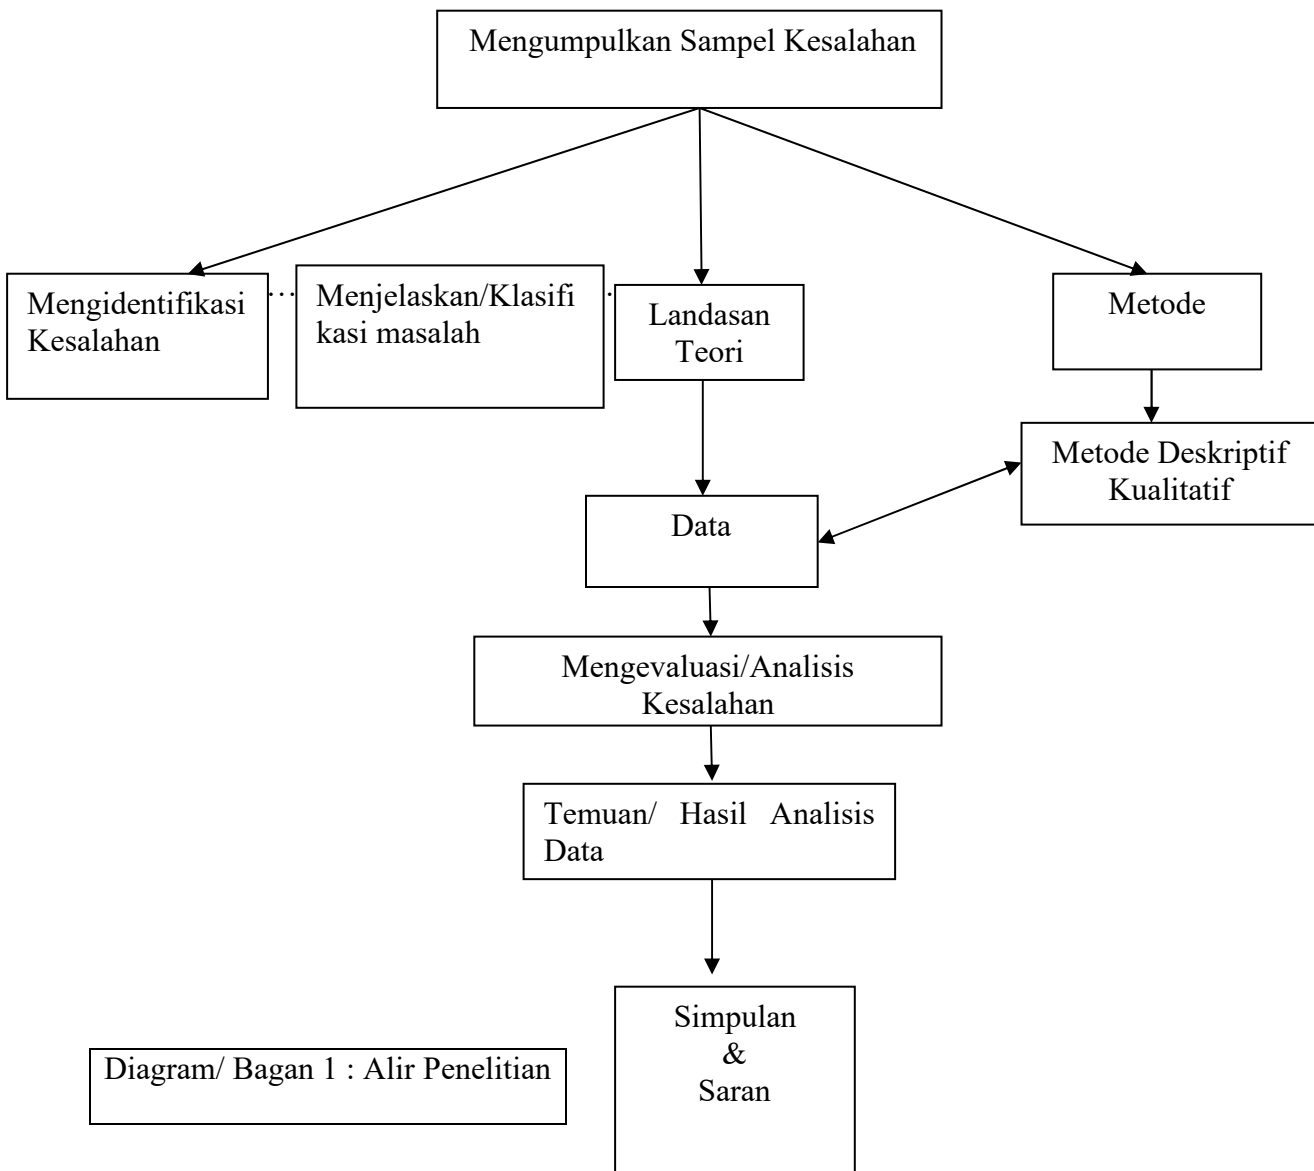 Mengumpulkan Sampel Kesalahan
Mengidentifikasi
Kesalahan
...
Menjelaskan/Klasifi
kasi masalah
.
Landasan
Teori
Metode
Metode Deskriptif
Kualitatif
Data
Mengevaluasi/Analisis
Kesalahan
Temuan/ Hasil Analisis
Data
Simpulan
&
Saran
Diagram/ Bagan 1 : Alir Penelitian